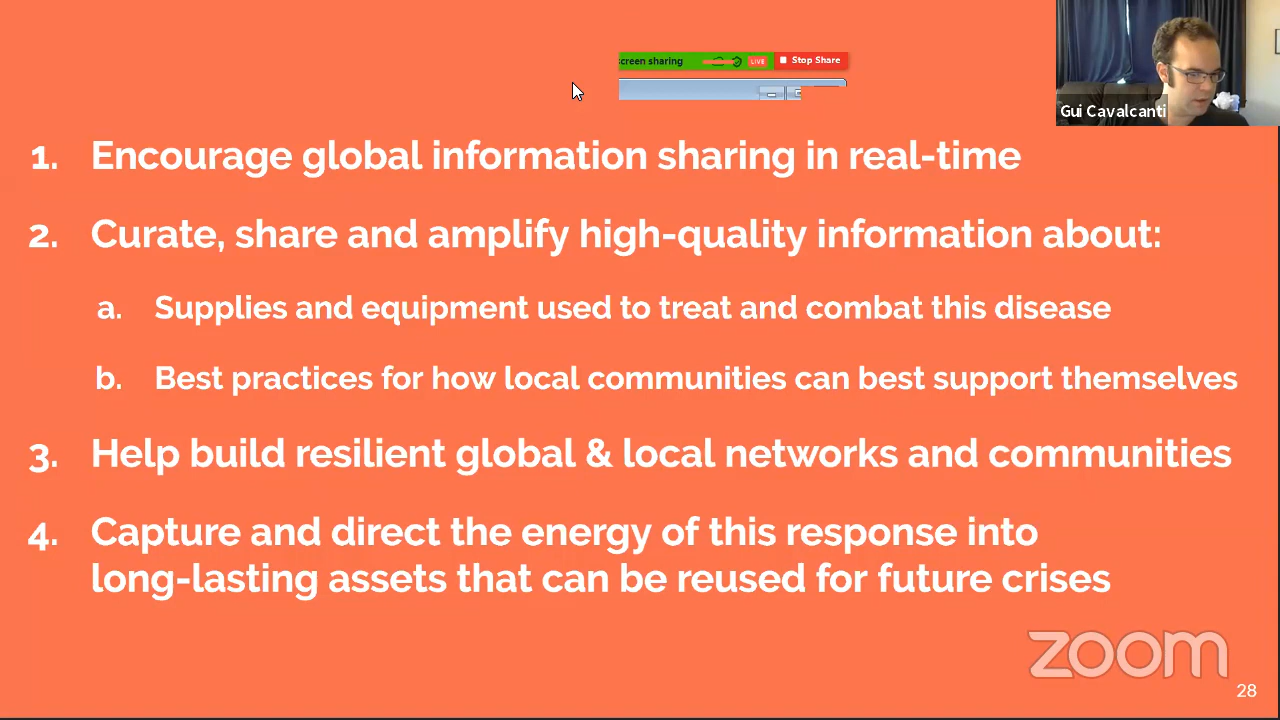 creen sharing
LIVE
Stop Share
Gui Cavalcanti
1. Encourage global information sharing in real-time
2. Curate, share and amplify high-quality information about:
a. Supplies and equipment used to treat and combat this disease
b. Best practices for how local communities can best support themselves
3. Help build resilient global & local networks and communities
4. Capture and direct the energy of this response into
long-lasting assets that can be reused for future crises
zoom
28